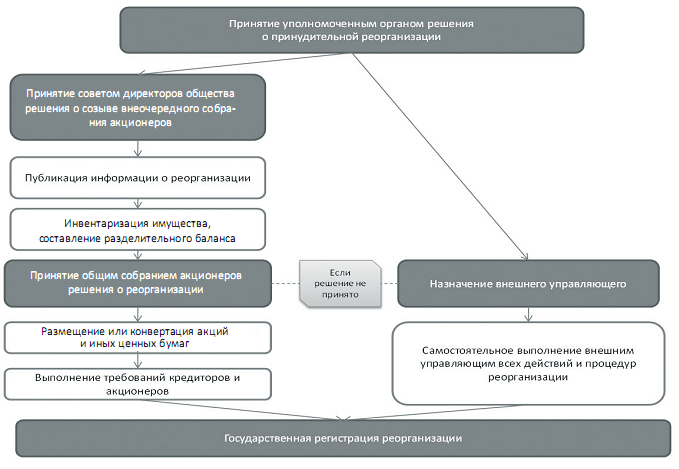 Принятие уполномоченным органом решения
о принудительной реорганизации
Принятие советом директоров общества
решения о созыве внеочередного собра-
ния акционеров
Публикация информации о реорганизации
Инвентаризация имущества,
составление разделительного баланса
Принятие общим собранием акционеров
решения о реорганизации
Если
решение не
принято
Назначение внешнего управляющего
Размещение или конвертация акций
и иных ценных бумаг
Выполнение требований кредиторов и
акционеров
Самостоятельное выполнение внешним
управляющим всех действий и процедур
реорганизации
Государственная регистрация реорганизации